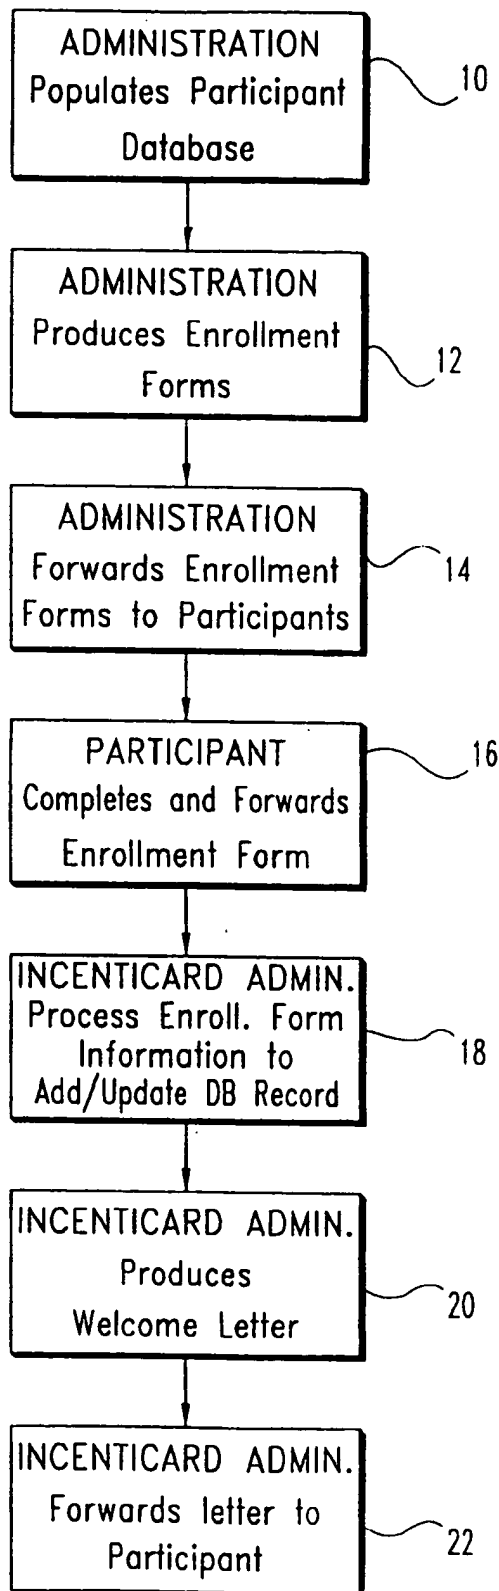 ADMINISTRATION
Populates Participant
Database
10
ADMINISTRATION
Produces Enrollment
Forms
12
ADMINISTRATION
Forwards Enrollment
Forms to Participants
14
PARTICIPANT
Completes and Forwards
Enrollment Form
16
INCENTICARD ADMIN.
Process Enroll. Form
Information to
Add/Update DB Record
18
INCENTICARD ADMIN.
Produces
Welcome Letter
20
INCENTICARD ADMIN.
Forwards letter to
Participant
22